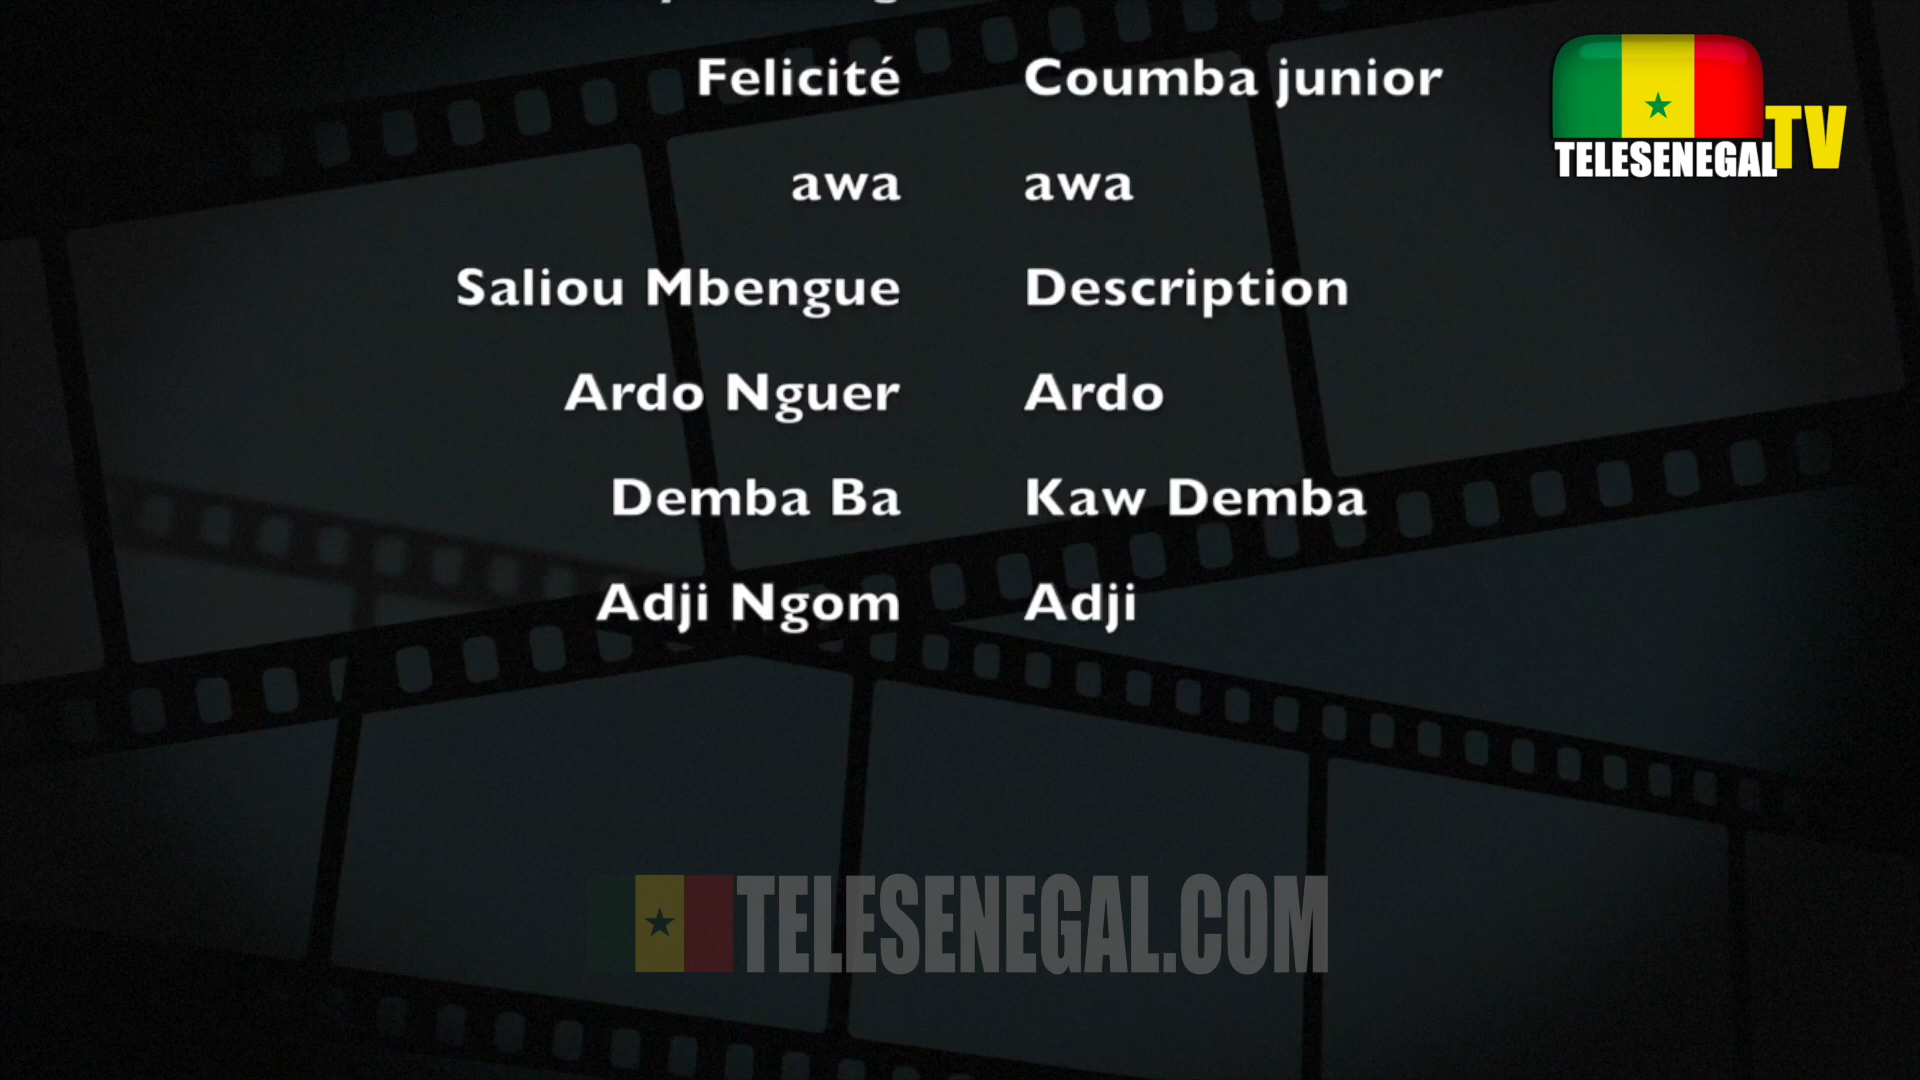 Felicité Coumba junior
awa awa
Saliou Mbengue Description
Ardo Nguer Ardo
Demba Ba Kaw Demba
Adji Ngom Adji
TELESENEGAL TV
TELESENEGAL.COM